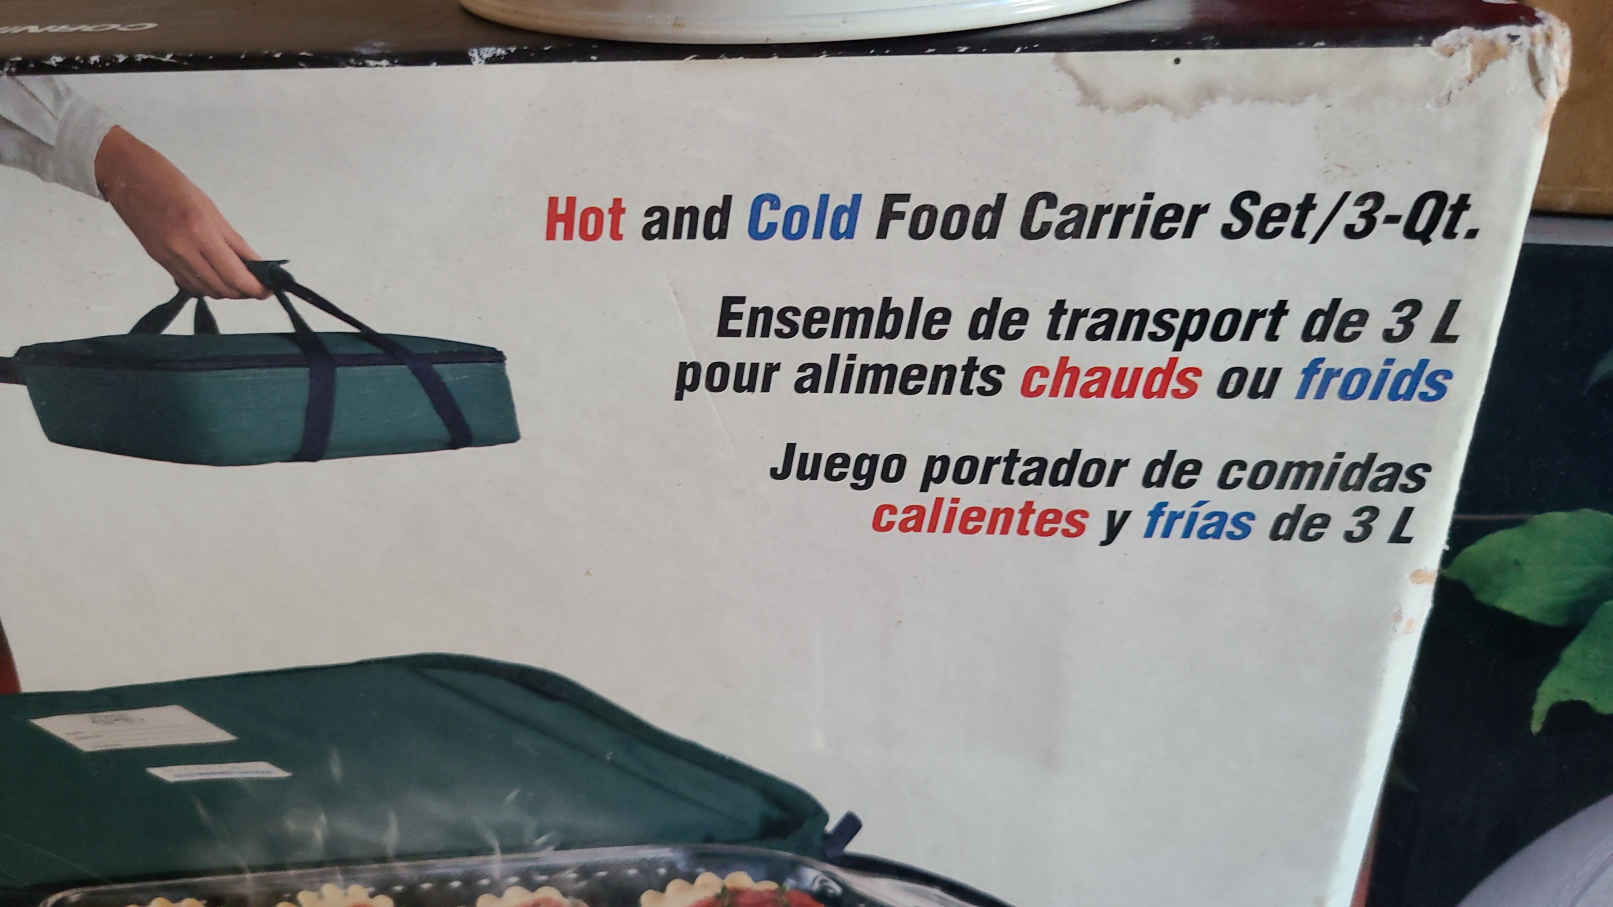 Hot and Cold Food Carrier Set/3-Qt.
Ensemble de transport de 3 L
pour aliments chauds ou froids
Juego portador de comidas
calientes y frías de 3 L